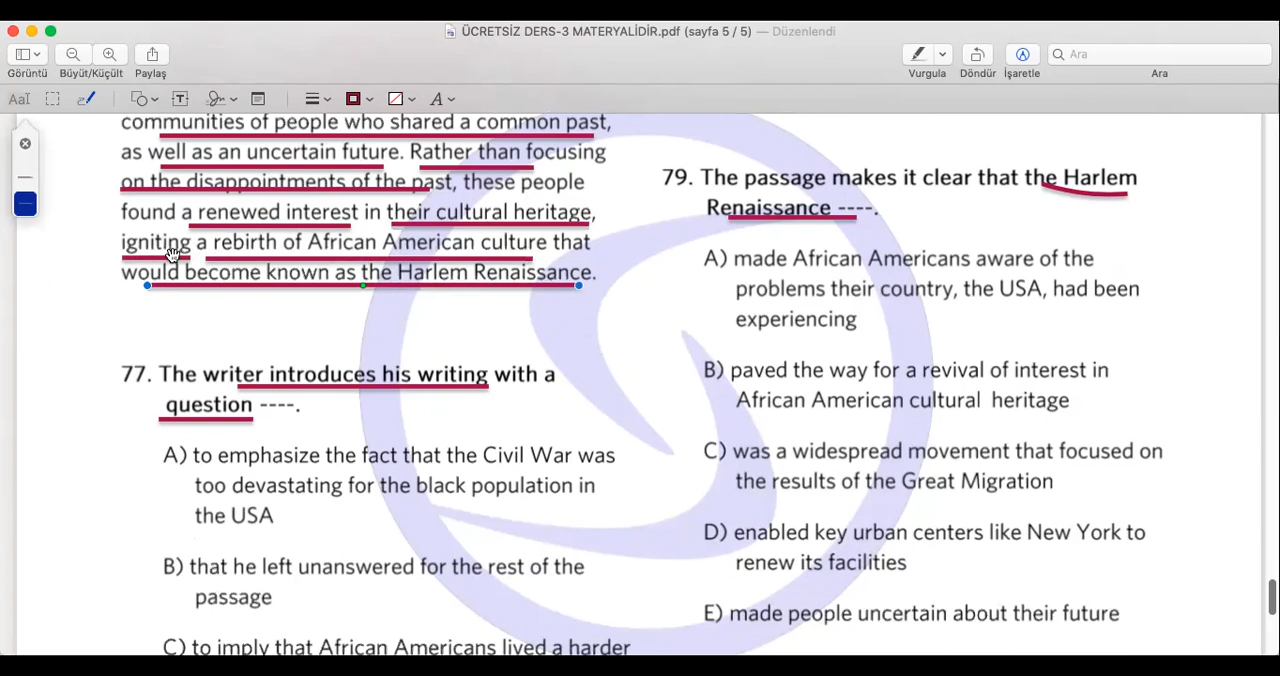 ÜCRETSİZ DERS-3 MATERYALİDİR.pdf (sayfa 5 / 5) — Düzenlendi
Görüntü
Büyüt/Küçült
Paylaş
Vurgula
Döndür
İşaretle
Ara
Ara
communities of people who shared a common past,
as well as an uncertain future. Rather than focusing
on the disappointments of the past, these people
found a renewed interest in their cultural heritage,
igniting a rebirth of African American culture that
would become known as the Harlem Renaissance.
77. The writer introduces his writing with a
question ----.
A) to emphasize the fact that the Civil War was
too devastating for the black population in
the USA
B) that he left unanswered for the rest of the
passage
C) to imply that African Americans lived a harder
79. The passage makes it clear that the Harlem
Renaissance ----.
A) made African Americans aware of the
problems their country, the USA, had been
experiencing
B) paved the way for a revival of interest in
African American cultural heritage
C) was a widespread movement that focused on
the results of the Great Migration
D) enabled key urban centers like New York to
renew its facilities
E) made people uncertain about their future